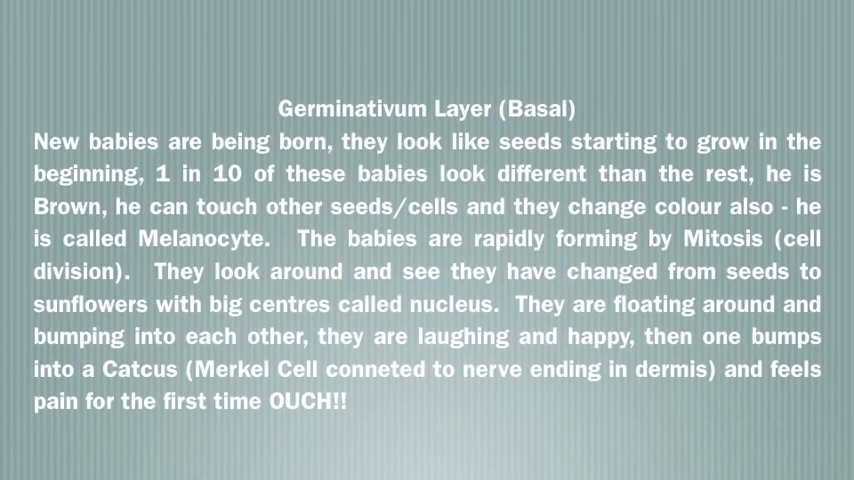 Germinativum Layer (Basal)
New babies are being born, they look like seeds starting to grow in the
beginning, 1 in 10 of these babies look different than the rest, he is
Brown, he can touch other seeds/cells and they change colour also - he
is called Melanocyte. The babies are rapidly forming by Mitosis (cell
division). They look around and see they have changed from seeds to
sunflowers with big centres called nucleus. They are floating around and
bumping into each other, they are laughing and happy, then one bumps
into a Catcus (Merkel Cell conneted to nerve ending in dermis) and feels
pain for the first time OUCH!!